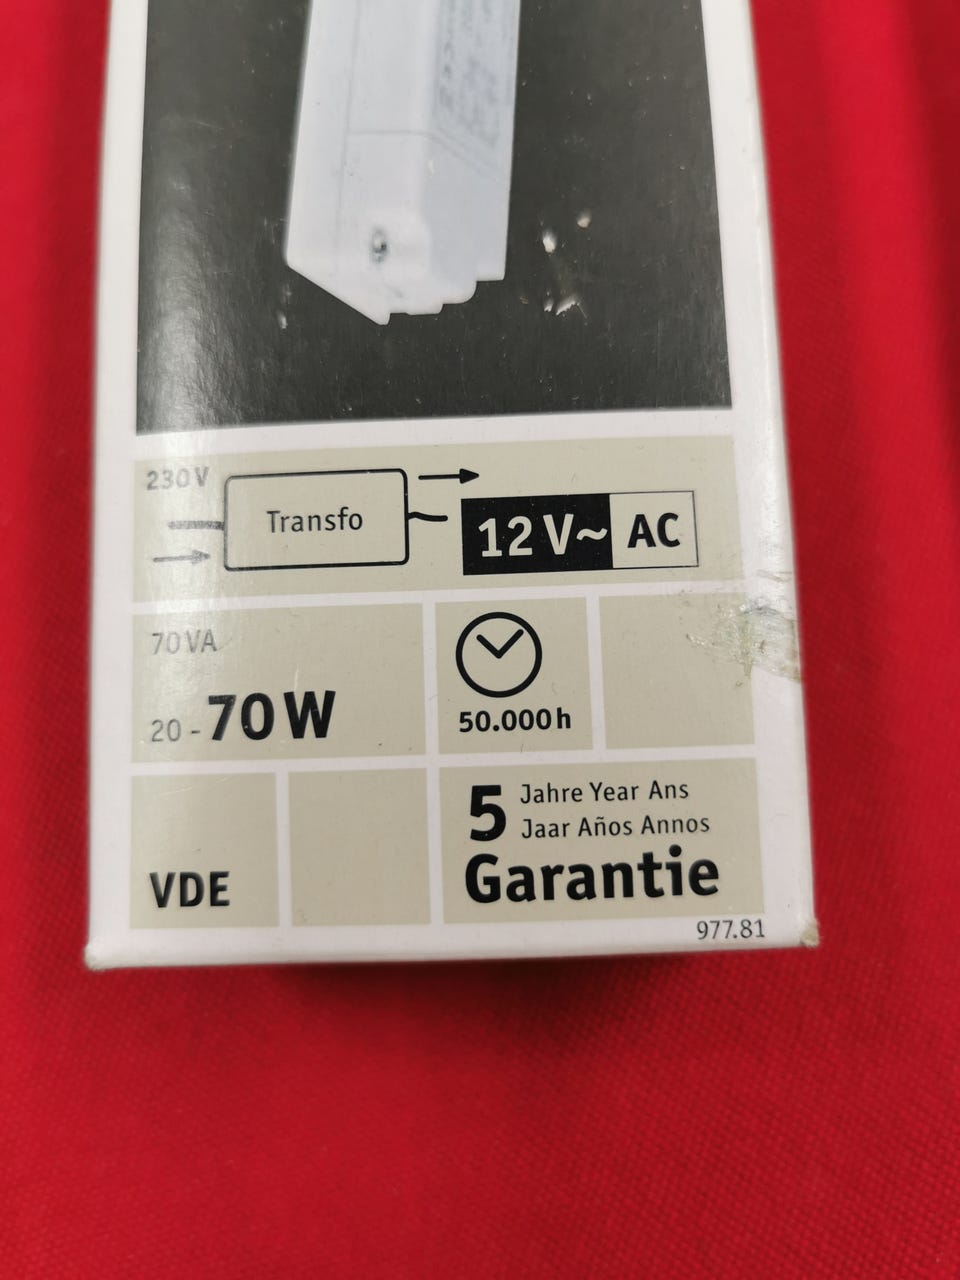 230V
Transfo
12 V~ AC
70VA
20 - 70 W
50.000h
VDE
5 Jahre Year Ans
Jaar Años Annos
Garantie
977.81